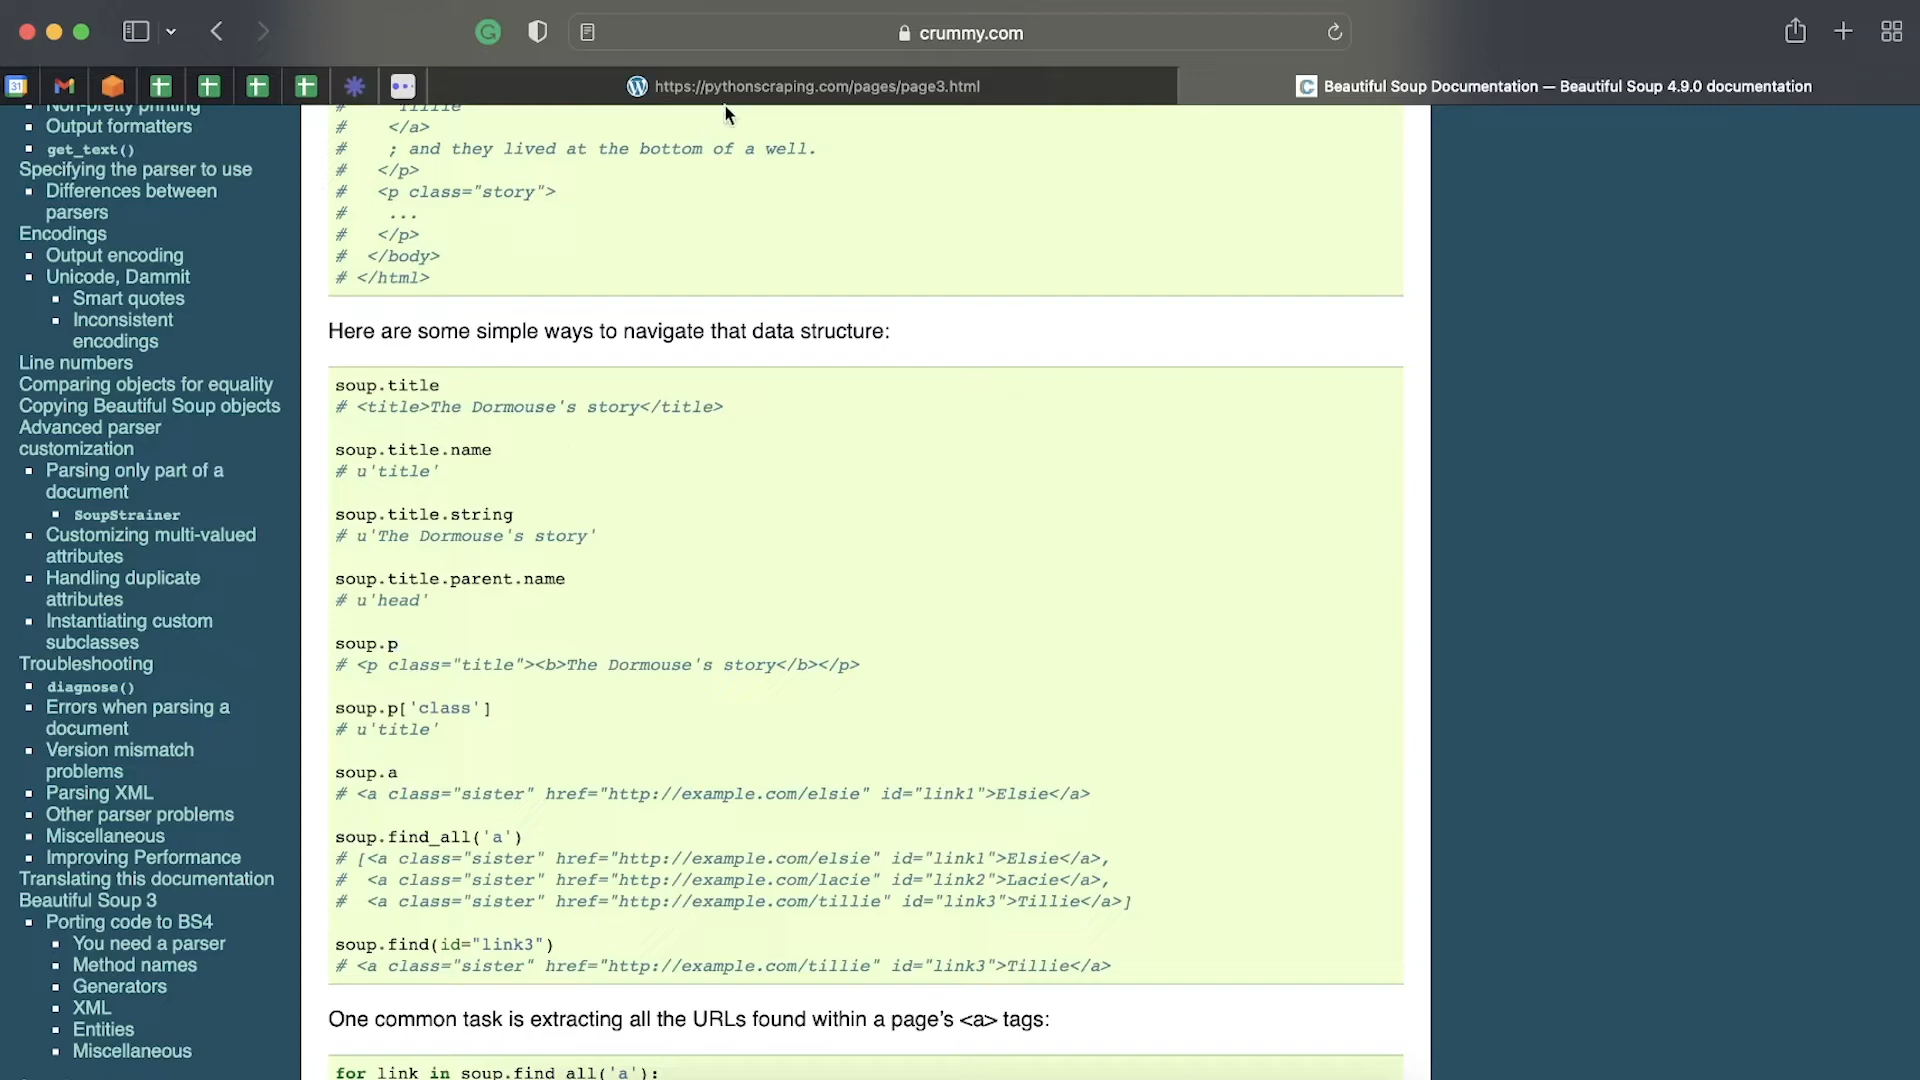 crummy.com
31
https://pythonscraping.com/pages/page3.html
Beautiful Soup Documentation — Beautiful Soup 4.9.0 documentation
Non-pretty printing
Output formatters
get_text()
Specifying the parser to use
Differences between
parsers
Encodings
Output encoding
Unicode, Dammit
Smart quotes
Inconsistent
encodings
Line numbers
Comparing objects for equality
Copying Beautiful Soup objects
Advanced parser
customization
Parsing only part of a
document
SoupStrainer
Customizing multi-valued
attributes
Handling duplicate
attributes
Instantiating custom
subclasses
Troubleshooting
diagnose()
Errors when parsing a
document
Version mismatch
problems
Parsing XML
Other parser problems
Miscellaneous
Improving Performance
Translating this documentation
Beautiful Soup 3
Porting code to BS4
You need a parser
Method names
Generators
XML
Entities
Miscellaneous
# Tillie
# </a>
# ; and they lived at the bottom of a well.
# </p>
# <p class="story">
# ...
# </p>
# </body>
# </html>
Here are some simple ways to navigate that data structure:
soup.title
# <title>The Dormouse's story</title>
soup.title.name
# u'title'
soup.title.string
# u'The Dormouse's story'
soup.title.parent.name
# u'head'
soup.p
# <p class="title"><b>The Dormouse's story</b></p>
soup.p['class']
# u'title'
soup.a
# <a class="sister" href="http://example.com/elsie" id="link1">Elsie</a>
soup.find_all('a')
# [<a class="sister" href="http://example.com/elsie" id="link1">Elsie</a>,
# <a class="sister" href="http://example.com/lacie" id="link2">Lacie</a>,
# <a class="sister" href="http://example.com/tillie" id="link3">Tillie</a>]
soup.find(id="link3")
# <a class="sister" href="http://example.com/tillie" id="link3">Tillie</a>
One common task is extracting all the URLs found within a page's <a> tags:
for link in soup.find_all('a'):